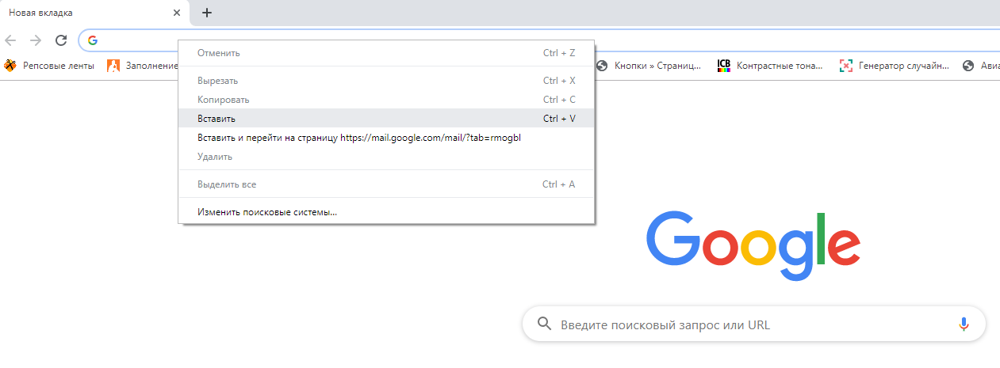 Новая вкладка
Репсовые ленты
Заполнение
Кнопки » Страниц...
Контрастные тона...
Генератор случайн...
Ависа
Отменить Ctrl + Z
Вырезать Ctrl + X
Копировать Ctrl + C
Вставить Ctrl + V
Вставить и перейти на страницу https://mail.google.com/mail/?tab=rmogbl
Удалить
Выделить все Ctrl + A
Изменить поисковые системы...
Google
Введите поисковый запрос или URL